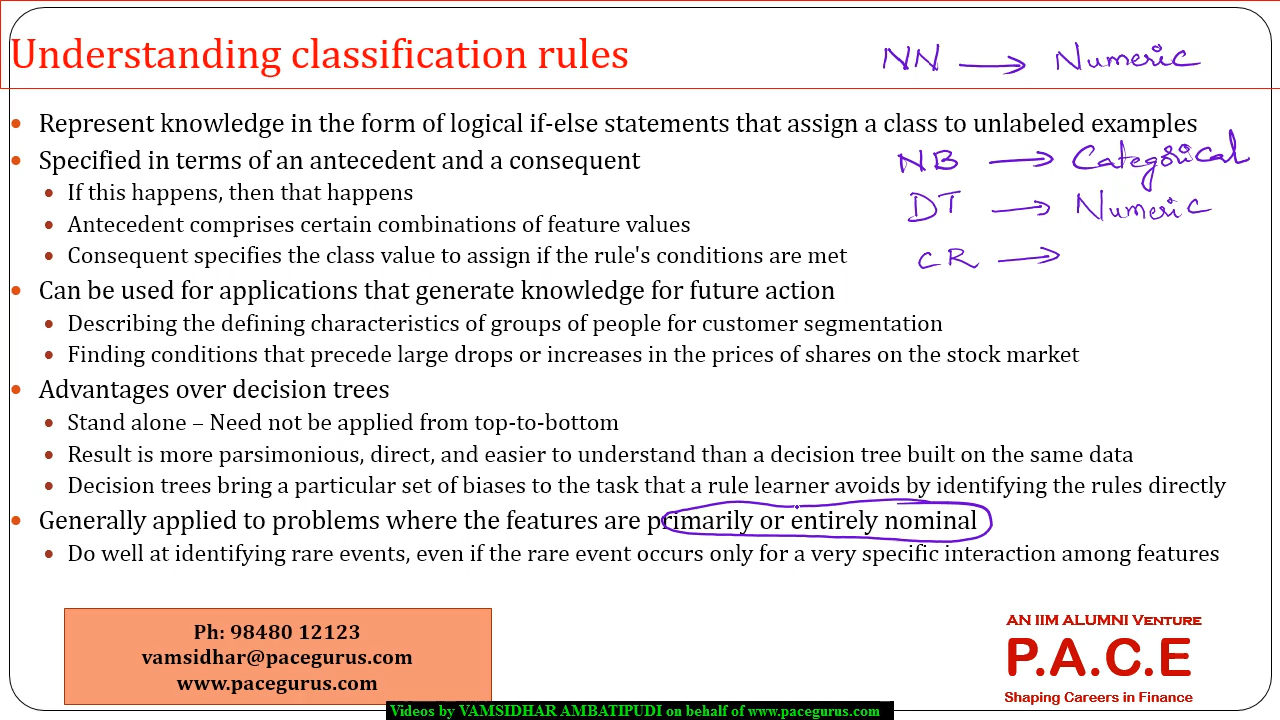 Understanding classification rules
NN → Numeric
• Represent knowledge in the form of logical if-else statements that assign a class to unlabeled examples
• Specified in terms of an antecedent and a consequent
NB → Categorical
• If this happens, then that happens
DT → Numeric
• Antecedent comprises certain combinations of feature values
• Consequent specifies the class value to assign if the rule's conditions are met
CR →
• Can be used for applications that generate knowledge for future action
• Describing the defining characteristics of groups of people for customer segmentation
• Finding conditions that precede large drops or increases in the prices of shares on the stock market
• Advantages over decision trees
• Stand alone – Need not be applied from top-to-bottom
• Result is more parsimonious, direct, and easier to understand than a decision tree built on the same data
• Decision trees bring a particular set of biases to the task that a rule learner avoids by identifying the rules directly
• Generally applied to problems where the features are primarily or entirely nominal
• Do well at identifying rare events, even if the rare event occurs only for a very specific interaction among features
Ph: 98480 12123
vamsidhar@pacegurus.com
www.pacegurus.com
AN IIM ALUMNI VENTURE
P.A.C.E
Shaping Careers in Finance
Videos by VAMSIDHAR AMBATIPUDI on behalf of www.pacegurus.com